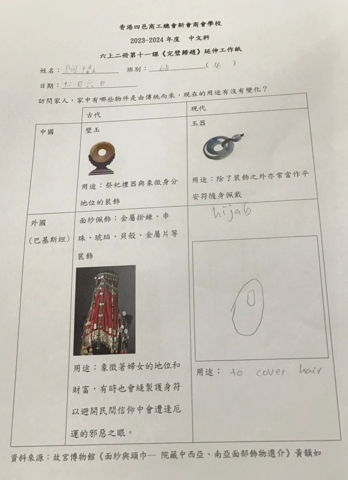 香港四邑商工總會新會商會學校
2023-2024 年度 中文科
六上二冊第十一課《完璧歸趙》延伸工作紙
姓名：
班別：
日期：
訪問家人，家中有哪些物件是由傳統而來，現在的用途有沒有變化？
古代
現代
中國
璧玉
用途：祭祀禮器與象徵身分
地位的裝飾
玉器
用途：除了裝飾之外亦常當作平
安符隨身佩戴
外國
(巴基斯坦)
面紗佩飾：金屬掛鍊、串
珠、琥珀、貝殼、金屬片等
裝飾
用途：象徵著婦女的地位和
財富，有時也會縫製護身符
以避開民間信仰中會遭逢厄
運的邪惡之眼。
hijab
用途： to cover hair
資料來源：故宮博物館《面紗與頭巾— 院藏中西亞、南亞面部飾物選介》黃韻如